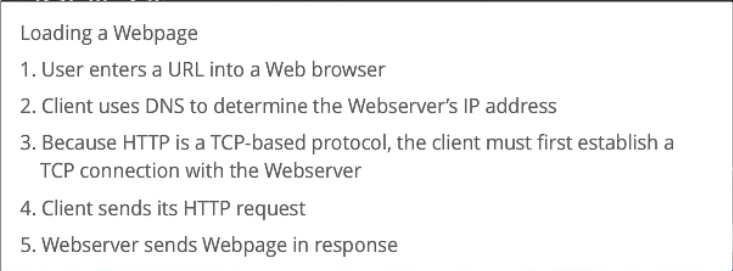 Loading a Webpage
1. User enters a URL into a Web browser
2. Client uses DNS to determine the Webserver's IP address
3. Because HTTP is a TCP-based protocol, the client must first establish a
TCP connection with the Webserver
4. Client sends its HTTP request
5. Webserver sends Webpage in response